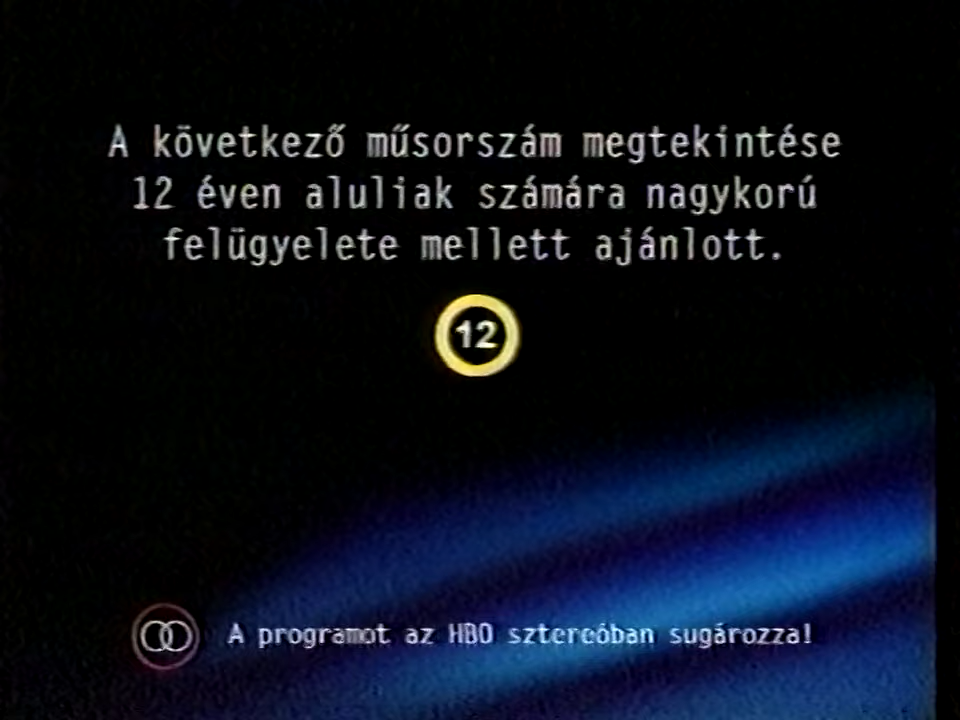 A következő műsorszám megtekintése
12 éven aluliak számára nagykorú
felügyelete mellett ajánlott.
12
A programot az HBO sztereóban sugározza!